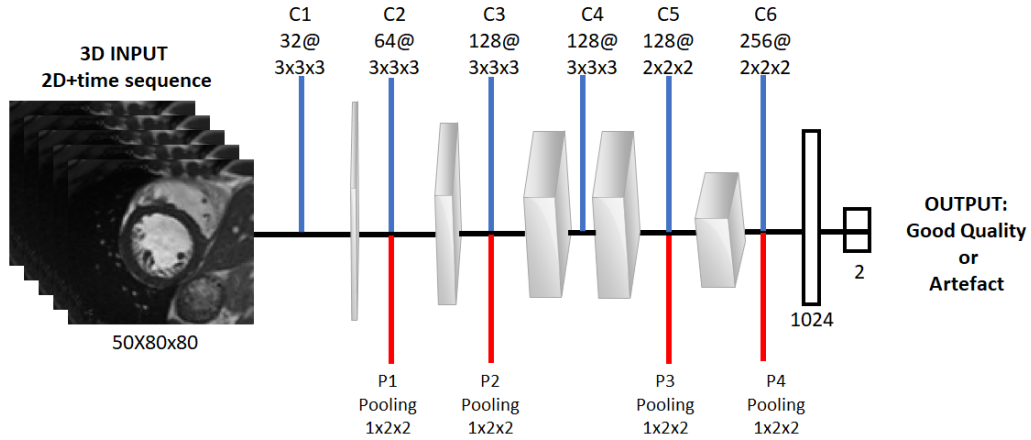 3D INPUT
2D+time sequence
50X80x80
C1
32@
3x3x3
C2
64@
3x3x3
C3
128@
3x3x3
C4
128@
3x3x3
C5
128@
2x2x2
C6
256@
2x2x2
P1
Pooling
1x2x2
P2
Pooling
1x2x2
P3
Pooling
1x2x2
P4
Pooling
1x2x2
1024
2
OUTPUT:
Good Quality
or
Artefact